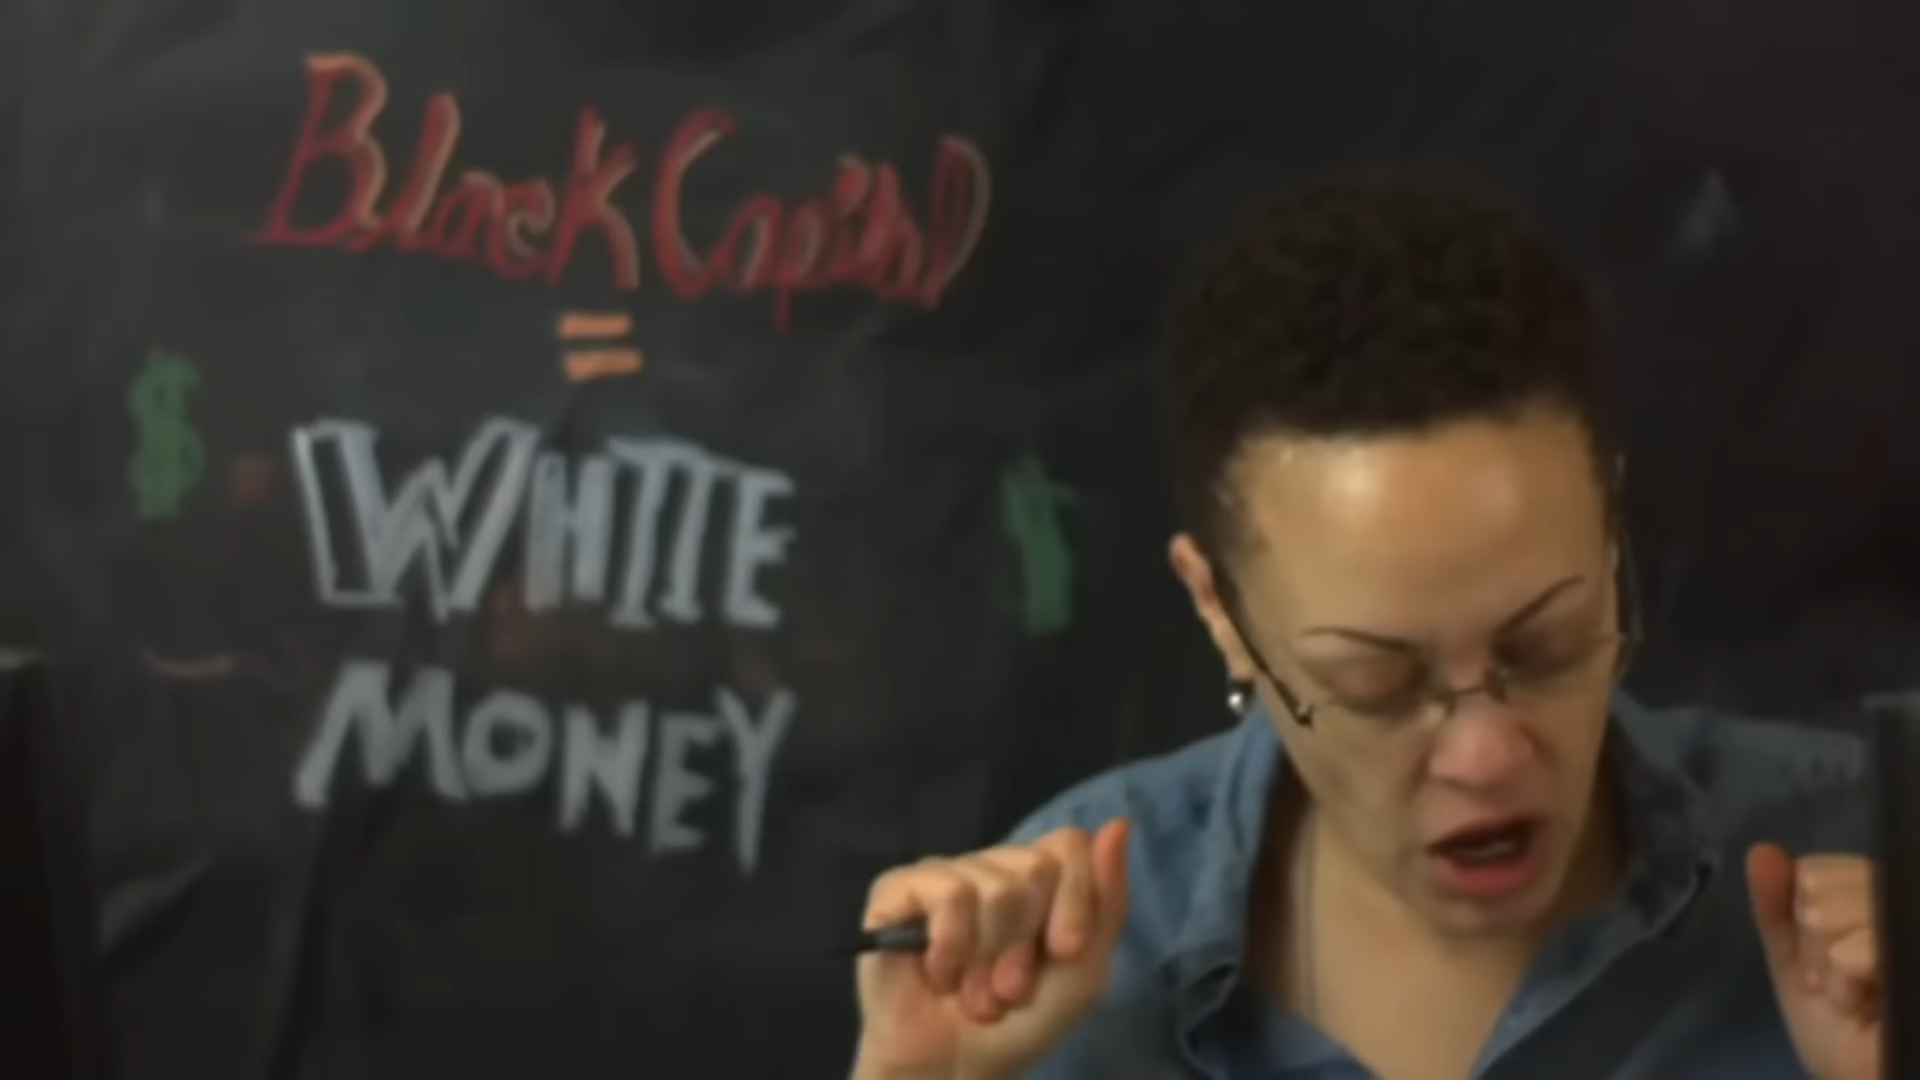 Black Capital
=
WHITE
MONEY
$ $